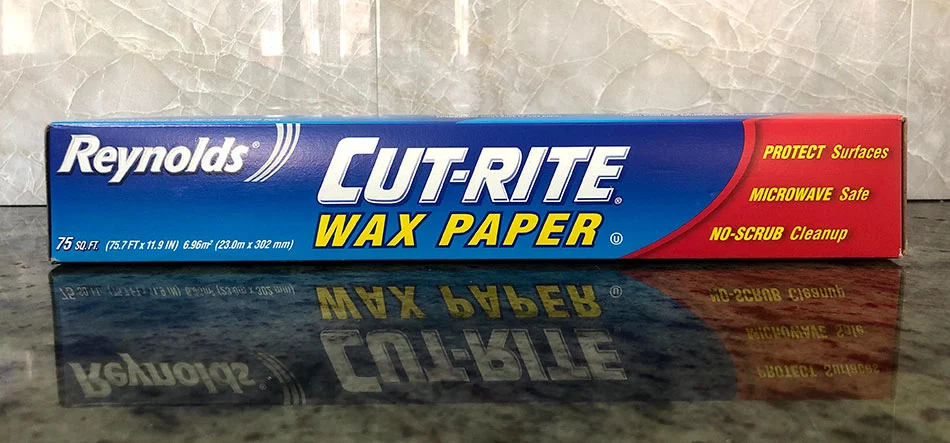 Reynolds®
CUT-RITE®
WAX PAPER Ⓤ
75 SQ. FT. (75.7 FT x 11.9 IN) 6.96m² (23.0m x 302 mm)
PROTECT Surfaces
MICROWAVE Safe
NO-SCRUB Cleanup